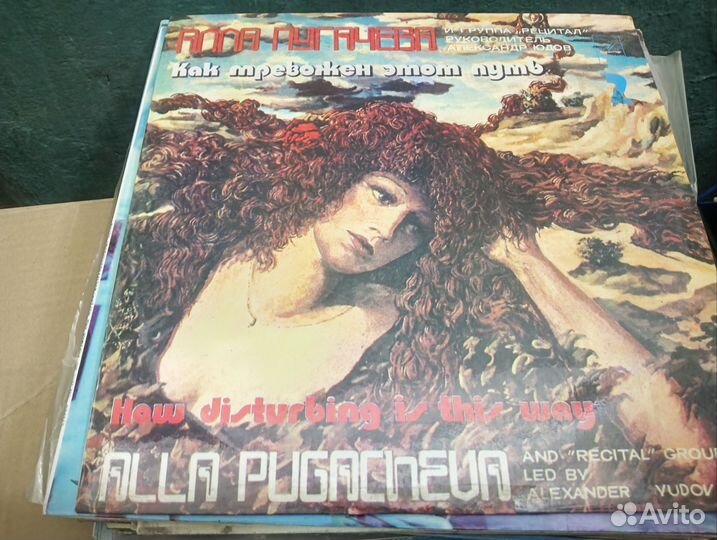 АЛЛА ПУГАЧЕВА
И ГРУППА „РЕЦИТАЛ"
РУКОВОДИТЕЛЬ
АЛЕКСАНДР ЮДОВ
Как тревожен этот путь
How disturbing is this way
ALLA PUGACHEVA
AND "RECITAL" GROU
LED BY
ALEXANDER YUDOV
Avito